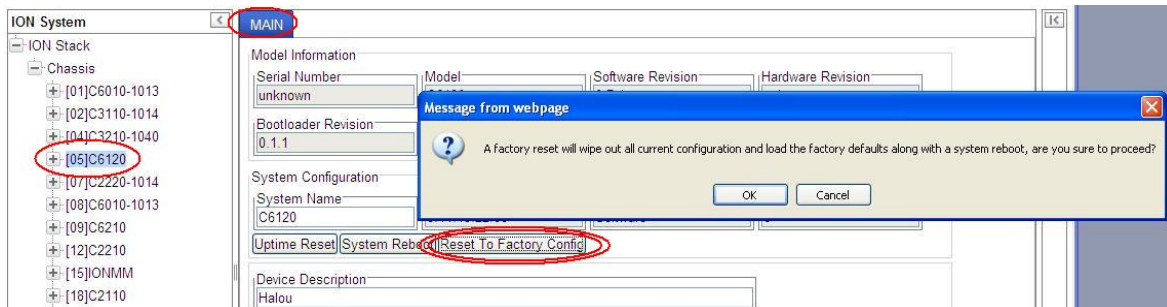 ION System
ION Stack
Chassis
[01]C6010-1013
[02]C3110-1014
[04]C3210-1040
[05]C6120
[07]C2220-1014
[08]C6010-1013
[09]C6210
[12]C2210
[15]IONMM
[18]C2110
MAIN
Model Information
Serial Number Model Software Revision Hardware Revision
unknown
Bootloader Revision
0.1.1
System Configuration
System Name
C6120
Uptime Reset System Reboot Reset To Factory Config
Device Description
Halou
Message from webpage
A factory reset will wipe out all current configuration and load the factory defaults along with a system reboot, are you sure to proceed?
OK Cancel